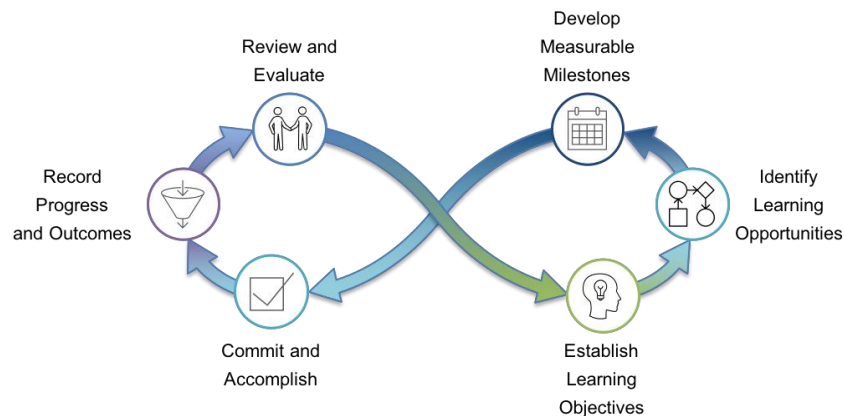 Develop
Measurable
Milestones
Review and
Evaluate
Record
Progress
and Outcomes
Identify
Learning
Opportunities
Commit and
Accomplish
Establish
Learning
Objectives